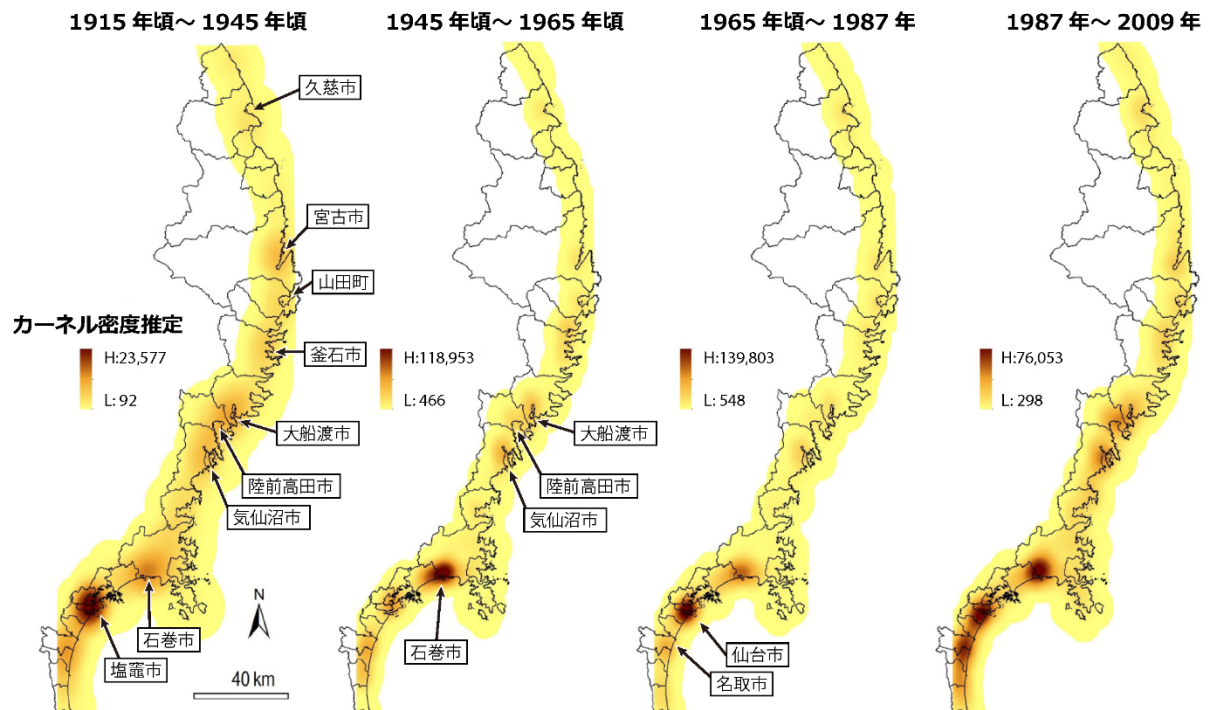 1915 年頃～ 1945 年頃
1945 年頃～ 1965 年頃
1965 年頃～ 1987 年
1987 年～ 2009 年
久慈市
宮古市
山田町
カーネル密度推定
H:23,577
L: 92
釜石市
H:118,953
L: 466
H:139,803
L: 548
H:76,053
L: 298
大船渡市
陸前高田市
気仙沼市
大船渡市
陸前高田市
気仙沼市
N
石巻市
塩竈市
40 km
石巻市
仙台市
名取市